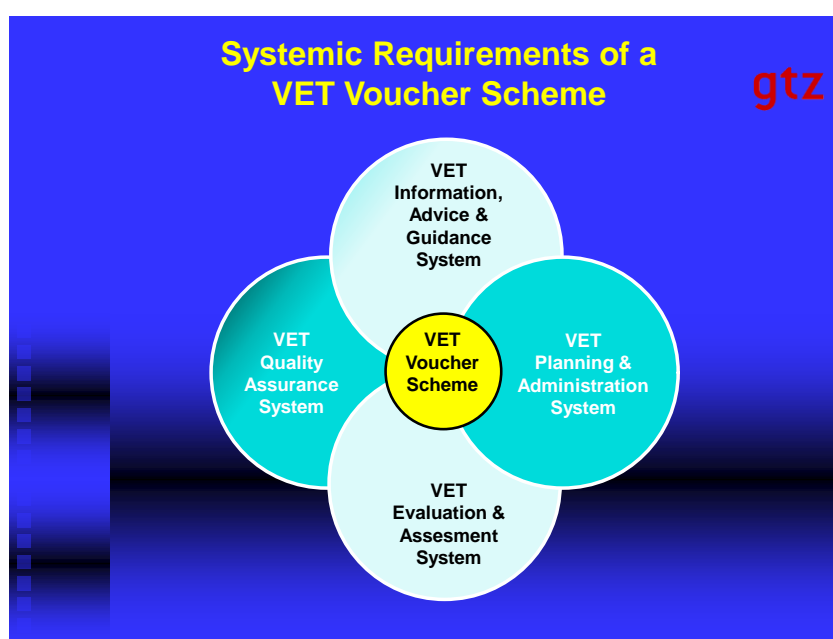 Systemic Requirements of a
VET Voucher Scheme
gtz
VET
Information,
Advice &
Guidance
System
VET
Quality
Assurance
System
VET
Voucher
Scheme
VET
Planning &
Administration
System
VET
Evaluation &
Assesment
System